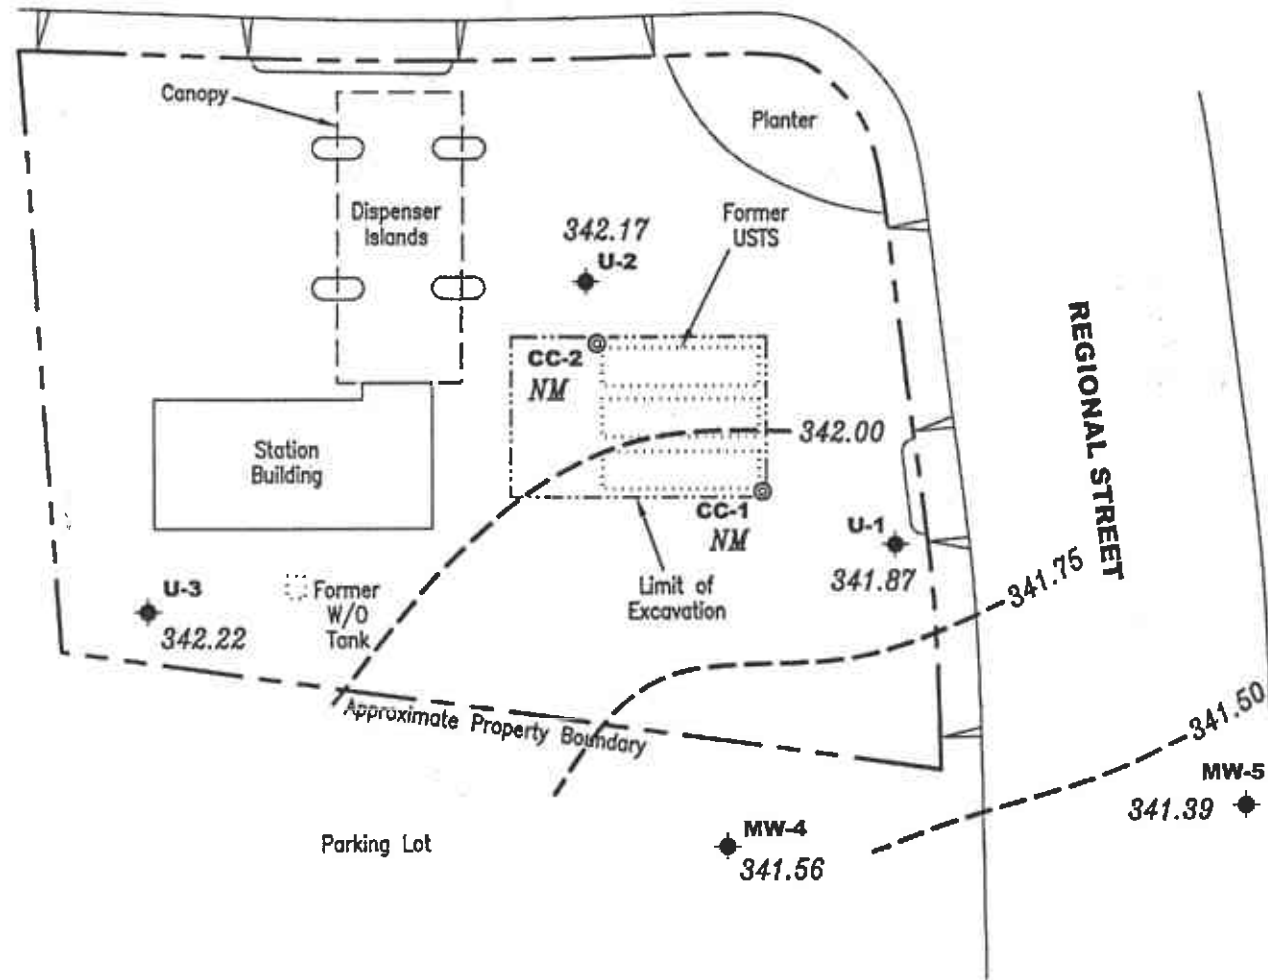 Canopy
Planter
Dispenser
Islands
342.17
U-2
Former
USTS
CC-2
NM
342.00
Station
Building
CC-1
NM
U-1
341.87
REGIONAL STREET
341.75
Limit of
Excavation
U-3
342.22
Former
W/O
Tank
Approximate Property Boundary
341.50
MW-5
341.39
MW-4
341.56
Parking Lot